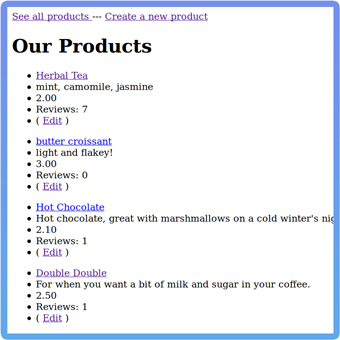 See all products --- Create a new product
Our Products
Herbal Tea
mint, camomile, jasmine
2.00
Reviews: 7
( Edit )
butter croissant
light and flakey!
3.00
Reviews: 0
( Edit )
Hot Chocolate
Hot chocolate, great with marshmallows on a cold winter's
2.10
Reviews: 1
( Edit )
Double Double
For when you want a bit of milk and sugar in your coffee.
2.50
Reviews: 1
( Edit )